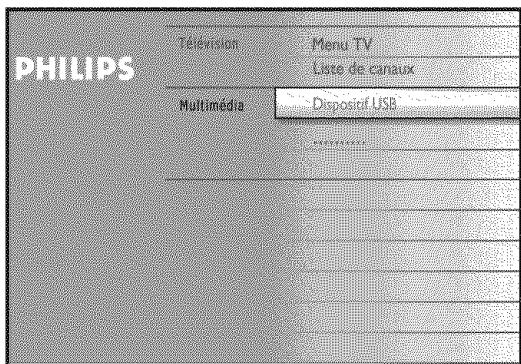 PHILIPS
Télévision Menu TV
Liste de canaux
Multimédia Dispositif USB
..........